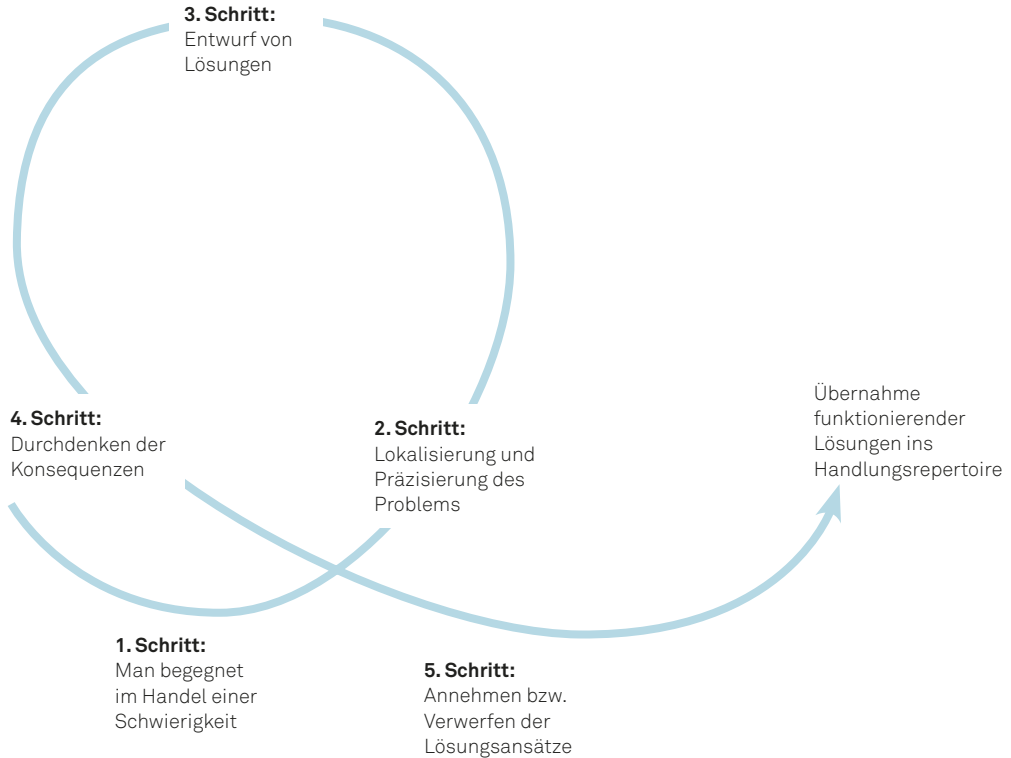 3. Schritt:
Entwurf von
Lösungen
4. Schritt:
Durchdenken der
Konsequenzen
2. Schritt:
Lokalisierung und
Präzisierung des
Problems
Übernahme
funktionierender
Lösungen ins
Handlungsrepertoire
1. Schritt:
Man begegnet
im Handel einer
Schwierigkeit
5. Schritt:
Annehmen bzw.
Verwerfen der
Lösungsansätze